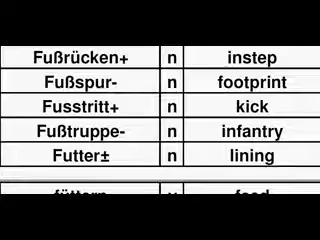 Fußrücken+ n instep
Fußspur- n footprint
Fusstritt+ n kick
Fußtruppe- n infantry
Futter± n lining